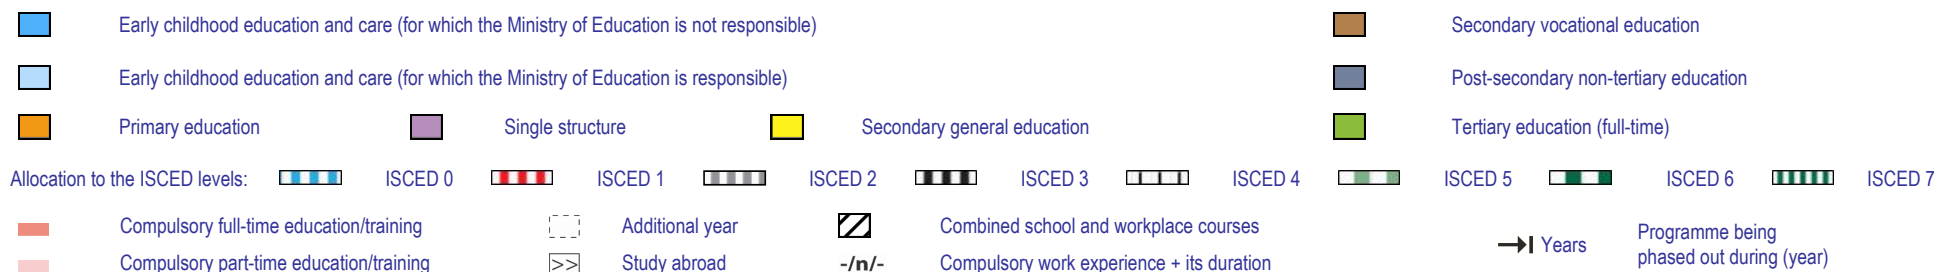 Early childhood education and care (for which the Ministry of Education is not responsible) Secondary vocational education
Early childhood education and care (for which the Ministry of Education is responsible) Post-secondary non-tertiary education
Primary education Single structure Secondary general education Tertiary education (full-time)
Allocation to the ISCED levels: ISCED 0 ISCED 1 ISCED 2 ISCED 3 ISCED 4 ISCED 5 ISCED 6 ISCED 7
Compulsory full-time education/training Additional year Combined school and workplace courses Years Programme being
phased out during (year)
Compulsory part-time education/training >> Study abroad -/n/- Compulsory work experience + its duration